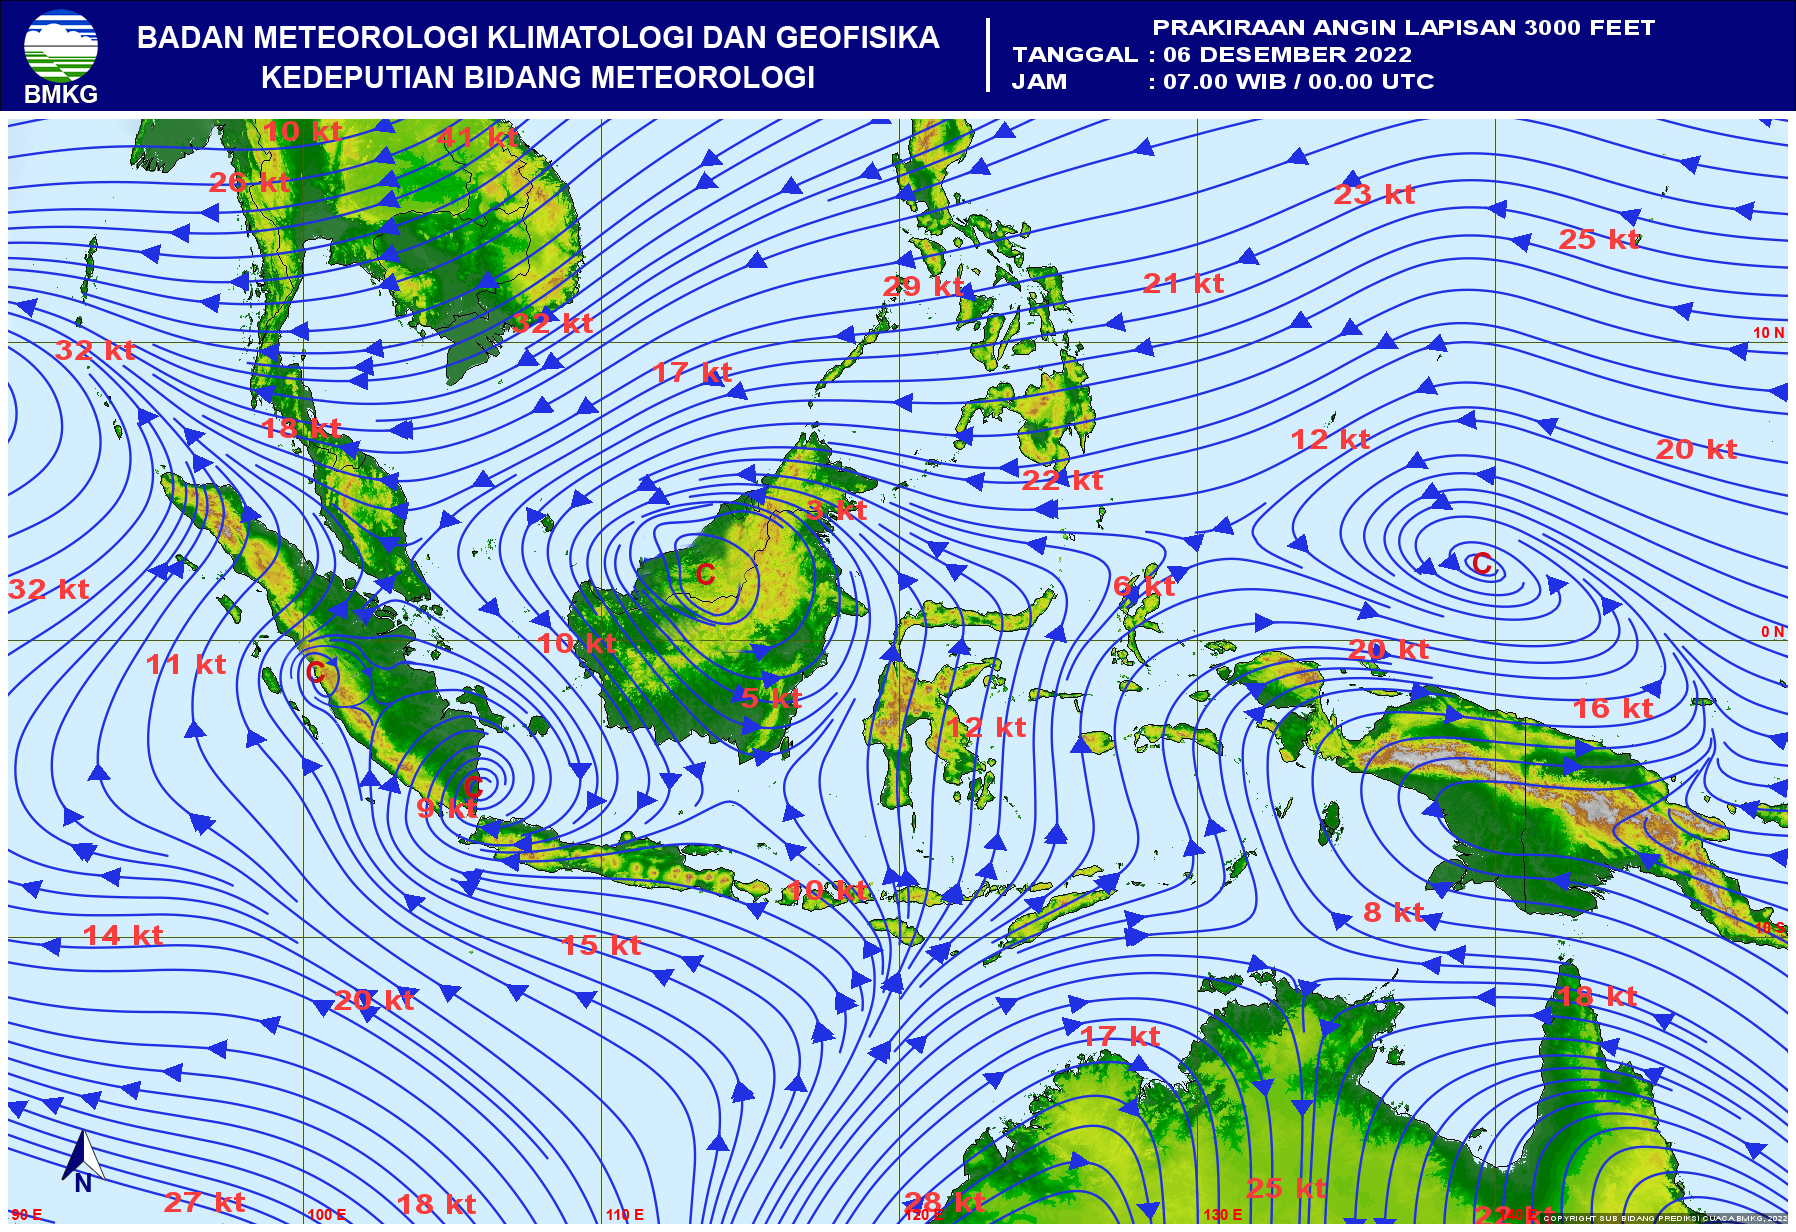 BADAN METEOROLOGI KLIMATOLOGI DAN GEOFISIKA
KEDEPUTIAN BIDANG METEOROLOGI
BMKG
PRAKIRAAN ANGIN LAPISAN 3000 FEET
TANGGAL : 06 DESEMBER 2022
JAM : 07.00 WIB / 00.00 UTC
10 kt
41 kt
26 kt
23 kt
25 kt
29 kt
21 kt
32 kt
10 N
32 kt
17 kt
18 kt
12 kt
20 kt
22 kt
3 kt
C
C
32 kt
6 kt
0 N
10 kt
20 kt
11 kt
C
5 kt
16 kt
12 kt
C
9 kt
10 kt
8 kt
10 S
14 kt
15 kt
20 kt
18 kt
17 kt
N
25 kt
27 kt
18 kt
28 kt
22 kt
90 E
100 E
110 E
120 E
130 E
140 E
COPYRIGHT SUB BIDANG PREDIKSI CUACA BMKG, 2022